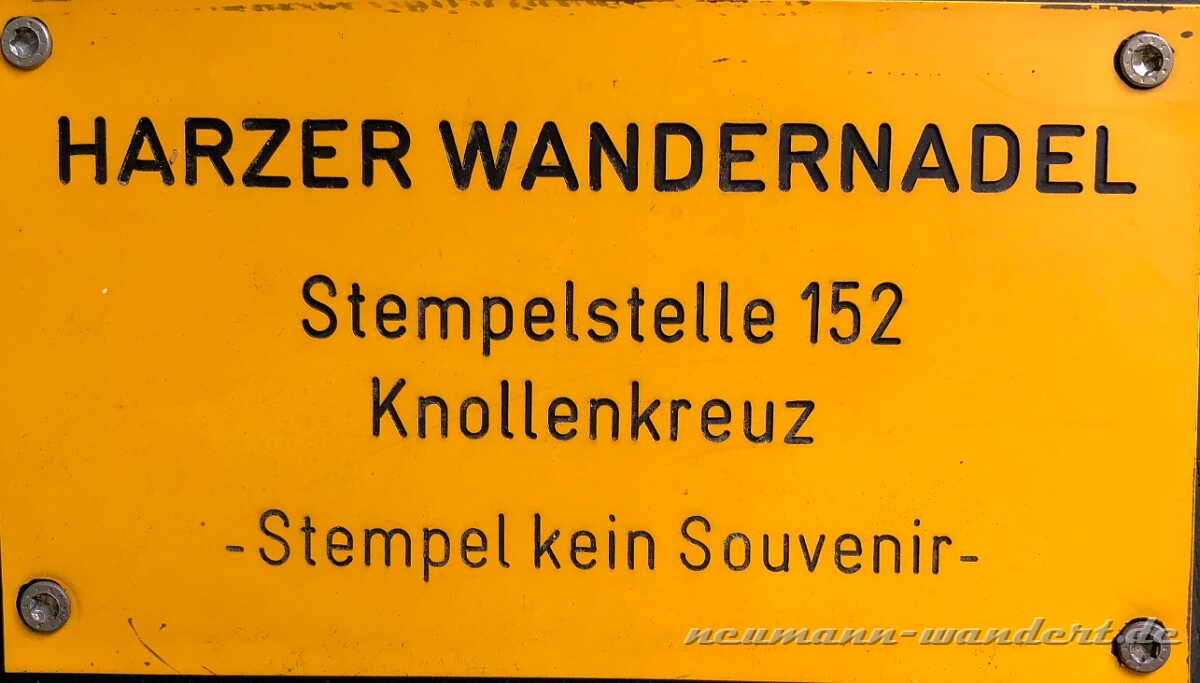 HARZER WANDERNADEL
Stempelstelle 152
Knollenkreuz
-Stempel kein Souvenir-
neumann-wandert.de